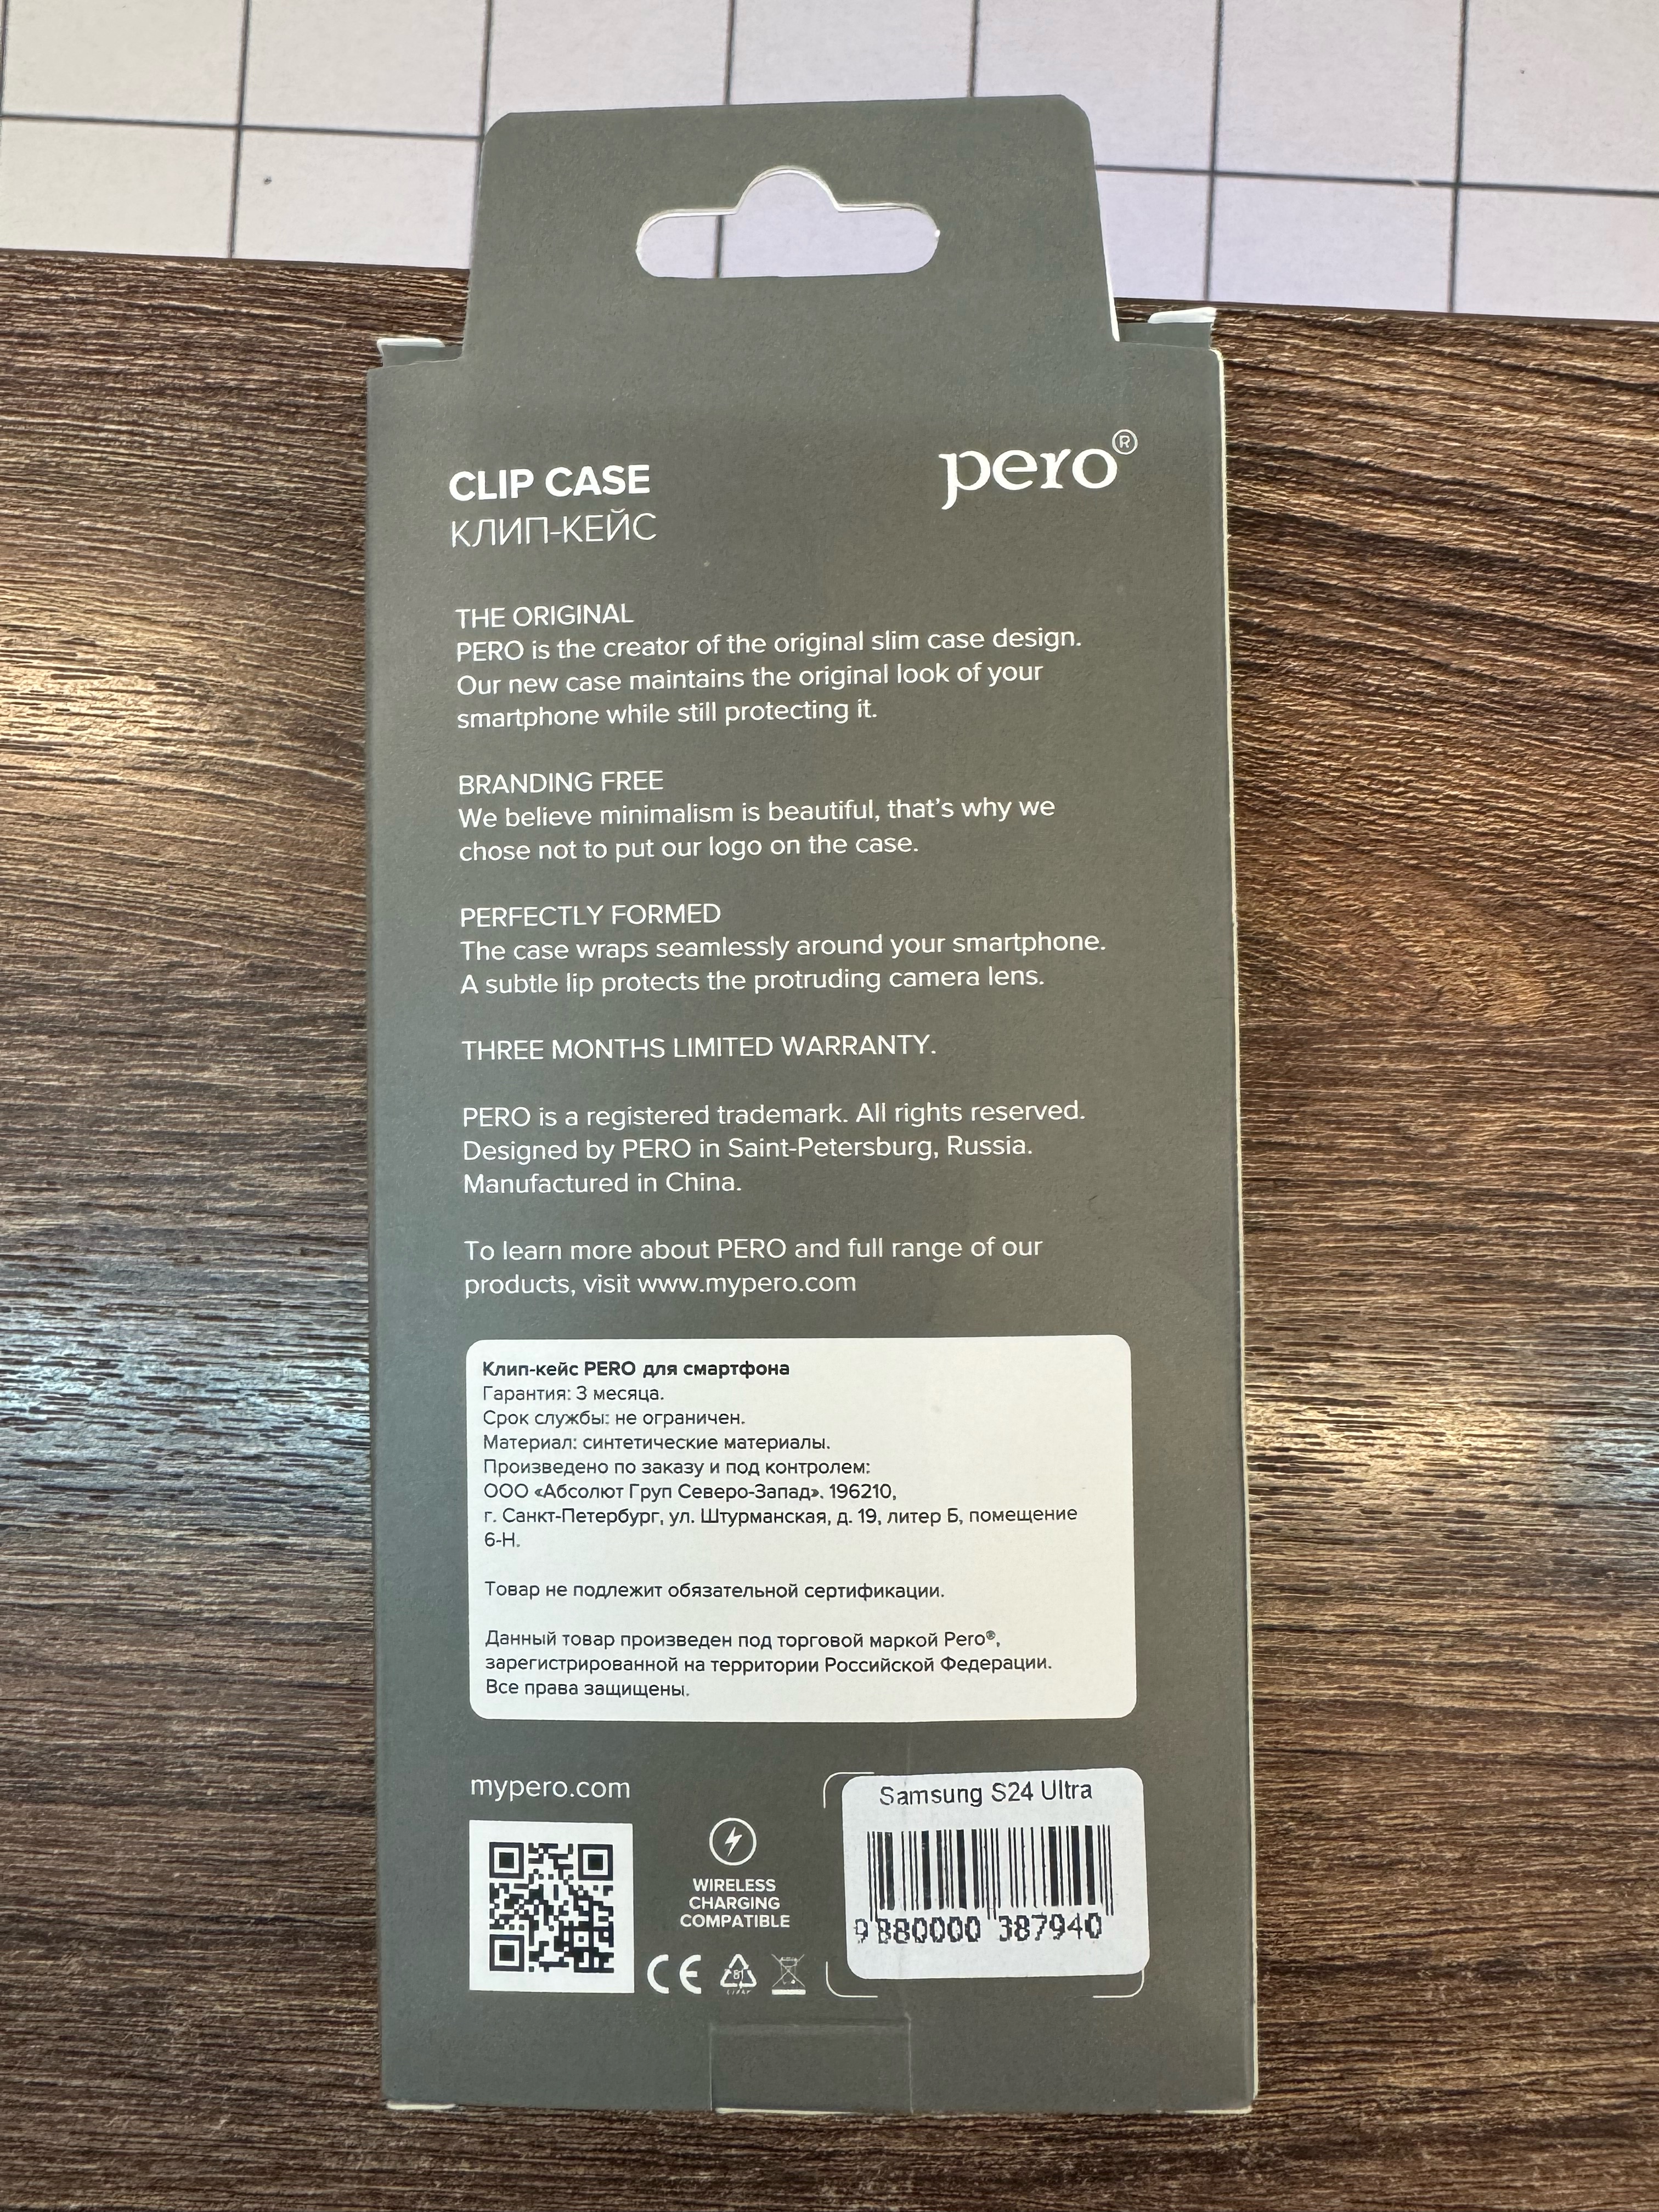 CLIP CASE
КЛИП-КЕЙС
pero®
THE ORIGINAL
PERO is the creator of the original slim case design.
Our new case maintains the original look of your
smartphone while still protecting it.
BRANDING FREE
We believe minimalism is beautiful, that's why we
chose not to put our logo on the case.
PERFECTLY FORMED
The case wraps seamlessly around your smartphone.
A subtle lip protects the protruding camera lens.
THREE MONTHS LIMITED WARRANTY.
PERO is a registered trademark. All rights reserved.
Designed by PERO in Saint-Petersburg, Russia.
Manufactured in China.
To learn more about PERO and full range of our
products, visit www.mypero.com
Клип-кейс PERO для смартфона
Гарантия: 3 месяца.
Срок службы: не ограничен.
Материал: синтетические материалы.
Произведено по заказу и под контролем:
ООО «Абсолют Груп Северо-Запад». 196210,
г. Санкт-Петербург, ул. Штурманская, д. 19, литер Б, помещение
6-Н.
Товар не подлежит обязательной сертификации.
Данный товар произведен под торговой маркой Pero®,
зарегистрированной на территории Российской Федерации.
Все права защищены.
mypero.com
WIRELESS
CHARGING
COMPATIBLE
CE
81
Samsung S24 Ultra
9 880000 387940